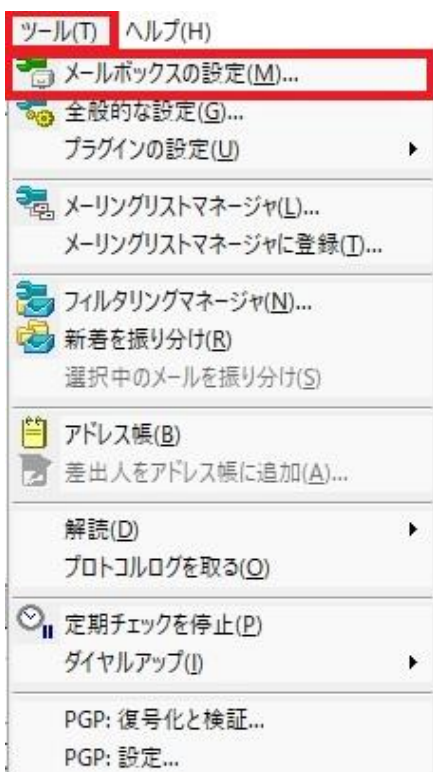 ツール(T) ヘルプ(H)
メールボックスの設定(M)...
全般的な設定(G)...
プラグインの設定(U)
メーリングリストマネージャ(L)...
メーリングリストマネージャに登録(T)...
フィルタリングマネージャ(N)...
新着を振り分け(R)
選択中のメールを振り分け(S)
アドレス帳(B)
差出人をアドレス帳に追加(A)...
解読(D)
プロトコルログを取る(O)
定期チェックを停止(P)
ダイヤルアップ(I)
PGP: 復号化と検証...
PGP: 設定...